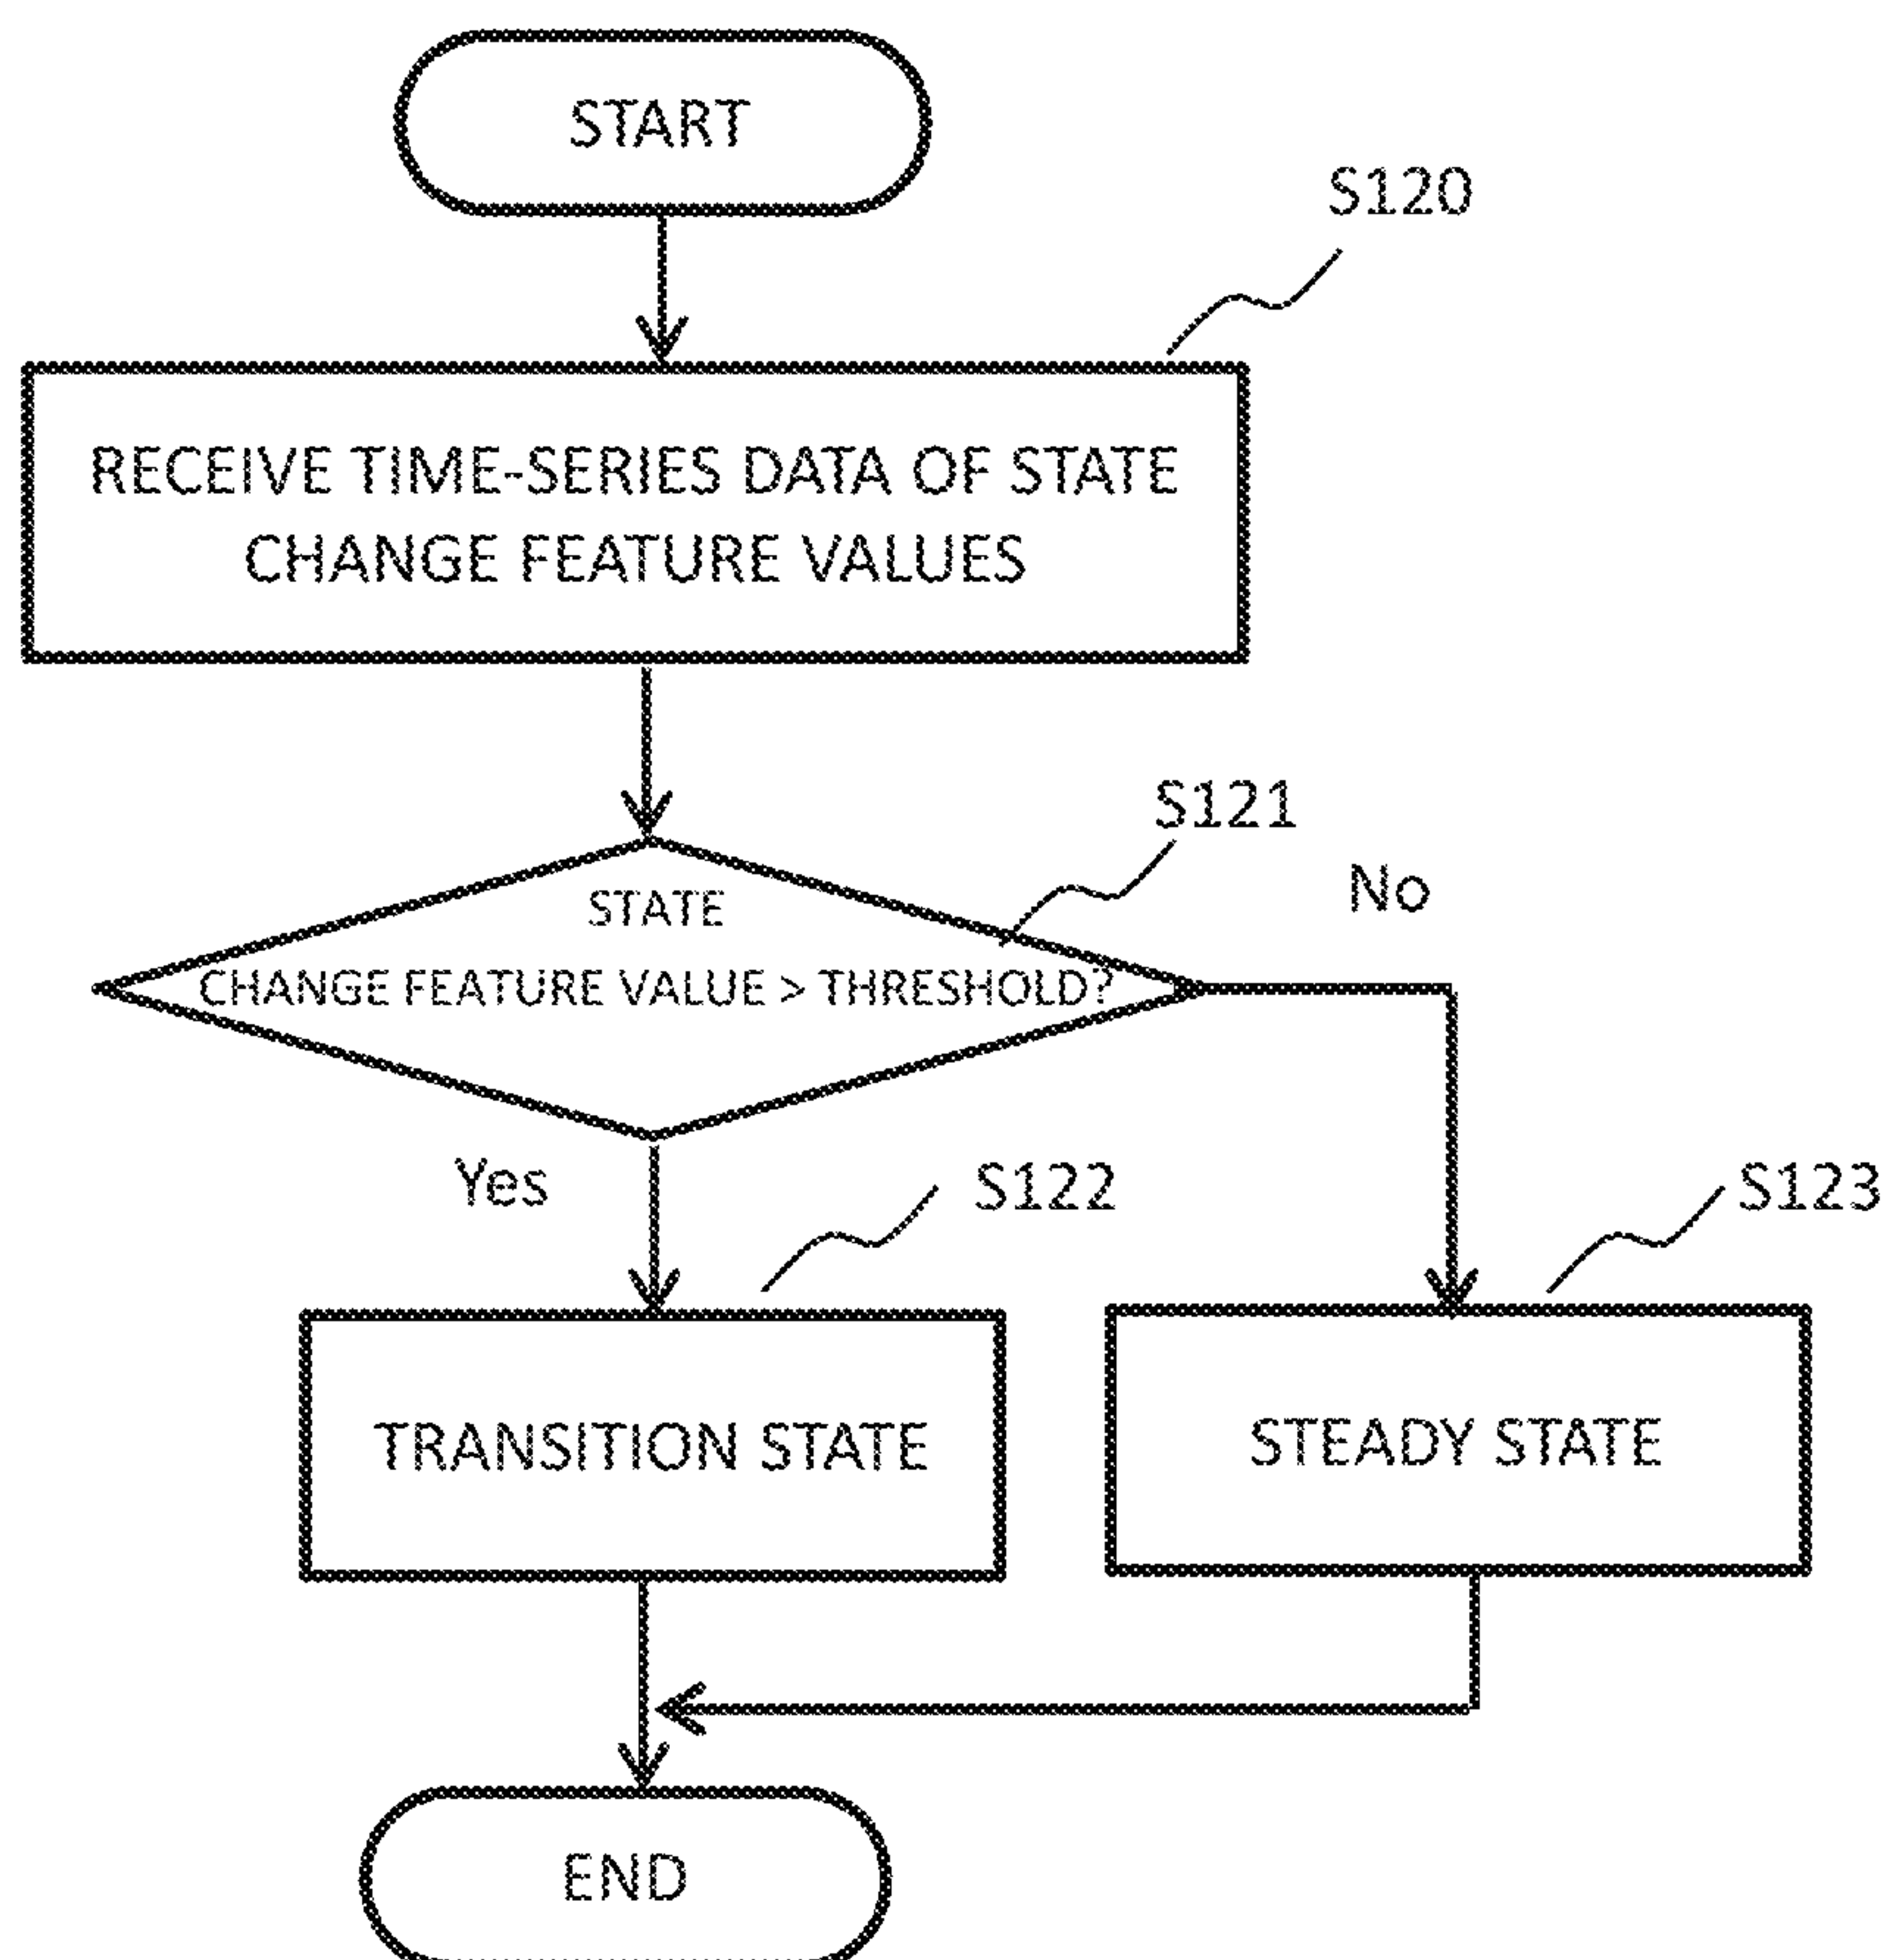 START
S120
RECEIVE TIME-SERIES DATA OF STATE
CHANGE FEATURE VALUES
S121
No
STATE
CHANGE FEATURE VALUE > THRESHOLD?
Yes
S122
S123
TRANSITION STATE
STEADY STATE
END